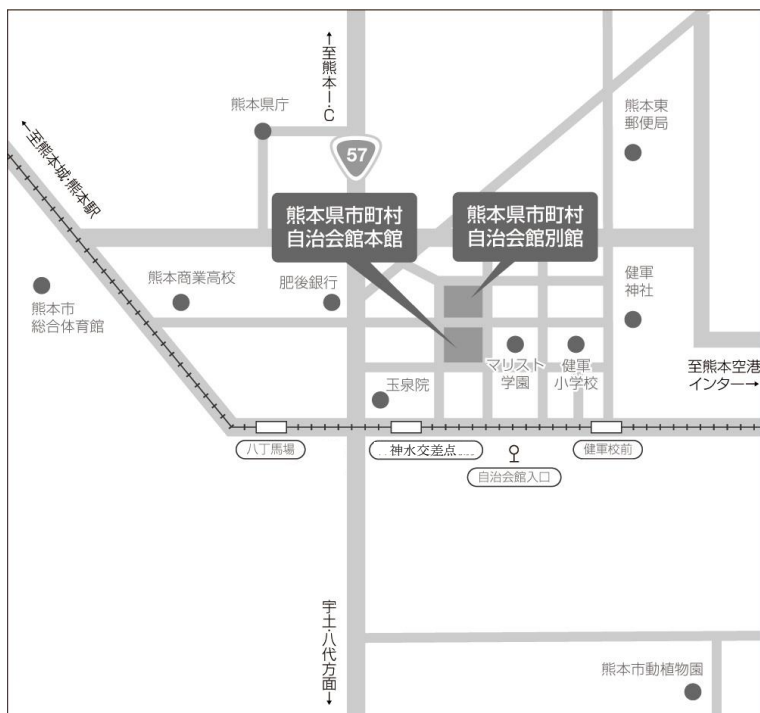 ←至熊本I・C
熊本県庁
57
熊本東
郵便局
←至熊本城・熊本駅
熊本県市町村
自治会館本館
熊本県市町村
自治会館別館
熊本市
総合体育館
熊本商業高校
肥後銀行
健軍
神社
マリスト
学園
健軍
小学校
至熊本空港
インター→
玉泉院
八丁馬場
神水交差点
健軍校前
自治会館入口
宇土・八代方面→
熊本市動植物園